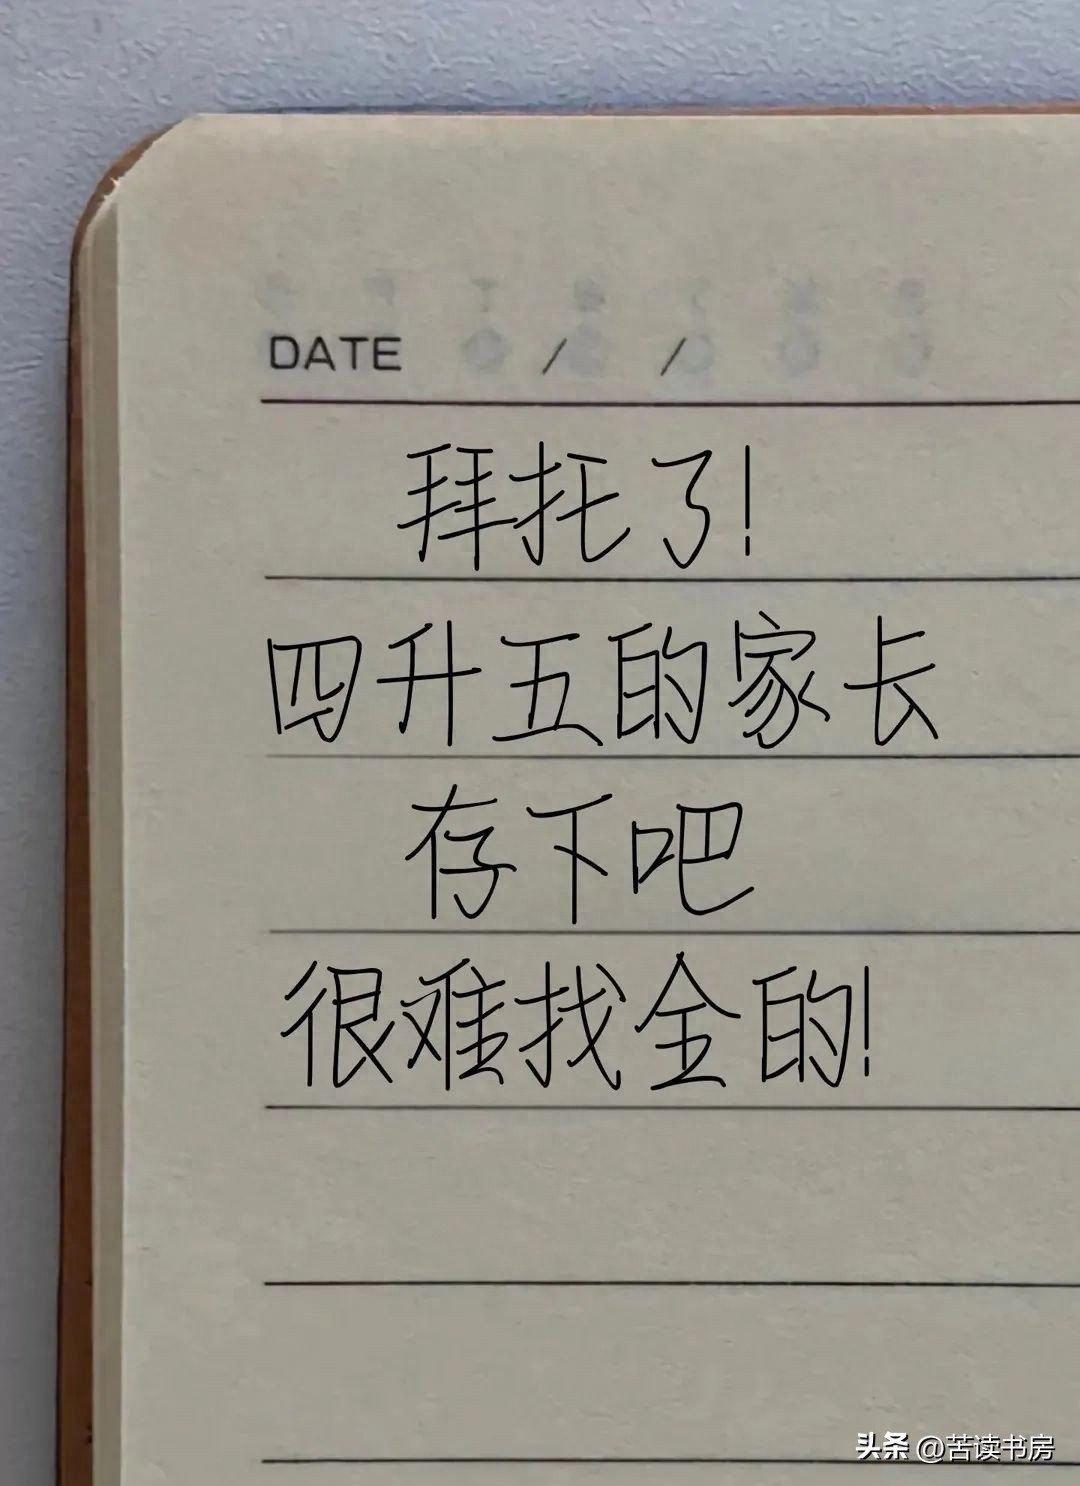 DATE / /
拜托了!
四升五的家长
存下吧
很难找全的!
头条 @苦读书房